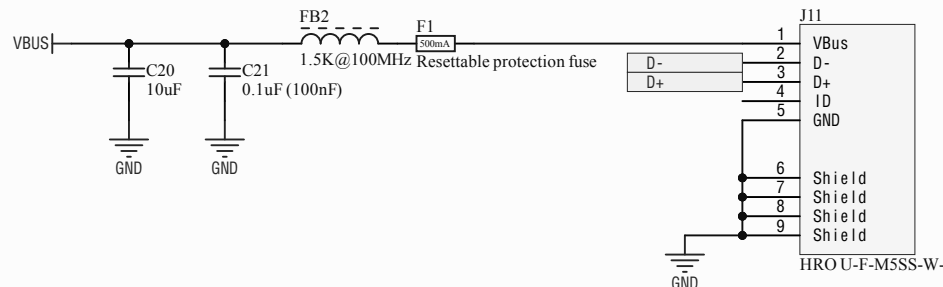 J11
FB2
F1
VBUS
500mA
1
VBus
1.5K@100MHz
Resettable protection fuse
D-
2
D-
C20
10uF
C21
0.1uF (100nF)
D+
3
D+
4
ID
5
GND
GND
GND
6
Shield
7
Shield
8
Shield
9
Shield
HRO U-F-M5SS-W-
GND